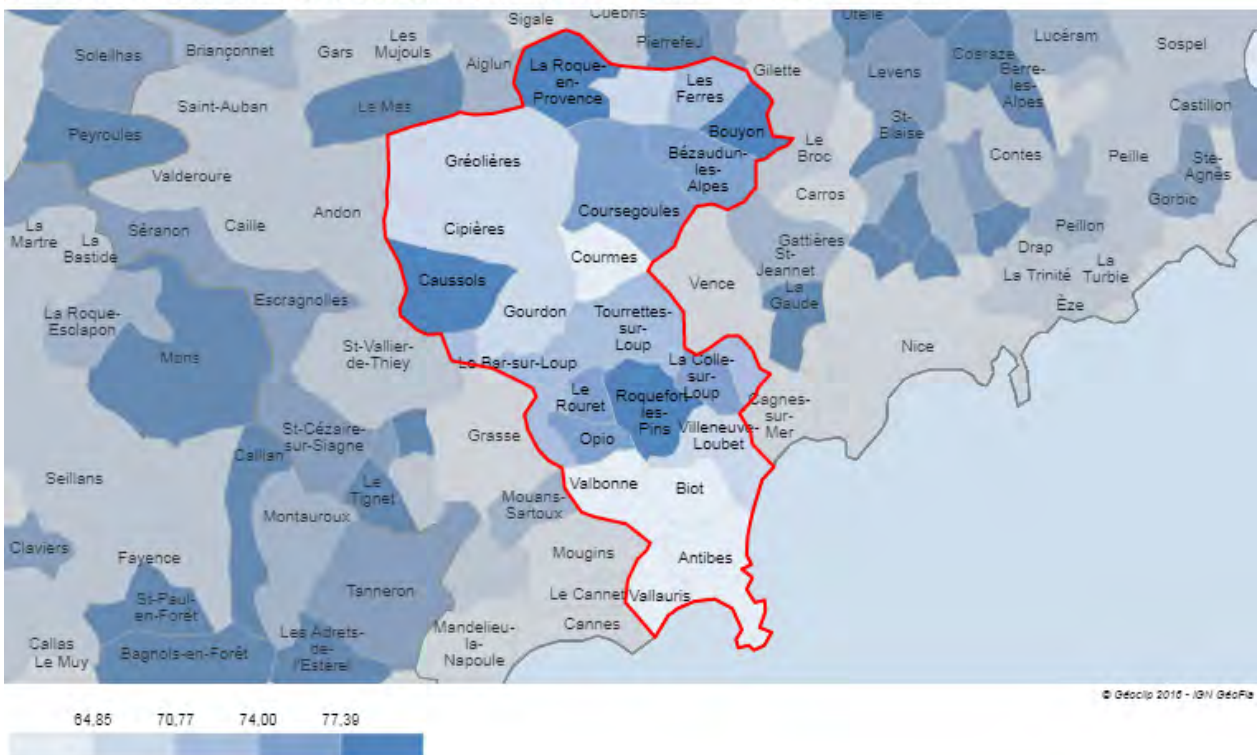 Sigale
Cuébris
Utelle
Soleilhas
Briançonnet
Gars
Les
Mujouls
Aiglun
Pierrefeu
Coaraze
Lucéram
Sospel
La Roque-
en-
Provence
Les
Ferres
Gilette
Levens
Berre-
les-
Alpes
Saint-Auban
Le Mas
Castillon
Peyroules
Bouyon
Le
Broc
St-
Blaise
Contes
Peille
Ste-
Agnès
Valderoure
Gréolières
Bézaudun-
les-
Alpes
Carros
Gorbio
Andon
Coursegoules
La
Martre
La
Bastide
Séranon
Caille
Cipières
Gattières
Peillon
Courmes
St-
Jeannet
Drap
La Trinité
La
Turbie
Caussols
Vence
La
Gaude
Escragnolles
Èze
La Roque-
Esclapon
Gourdon
Tourrettes-
sur-
Loup
Nice
Mons
St-Vallier-
de-Thiey
Le Bar-sur-Loup
La Colle-
sur-
Loup
Le
Rouret
Roquefort-
les-
Pins
Cagnes-
sur-
Mer
St-Cézaire-
sur-Siagne
Grasse
Opio
Villeneuve-
Loubet
Callian
Seillans
Le
Tignet
Valbonne
Biot
Montauroux
Mouans-
Sartoux
Claviers
Fayence
Mougins
Antibes
Tanneron
St-Paul-
en-Forêt
Le Cannet
Vallauris
Cannes
Callas
Le Muy
Bagnols-en-Forêt
Les Adrets-
de-
l'Estérel
Mandelieu-
la-
Napoule
© Géoclip 2016 - IGN GéoFla
64,85 70,77 74,00 77,39